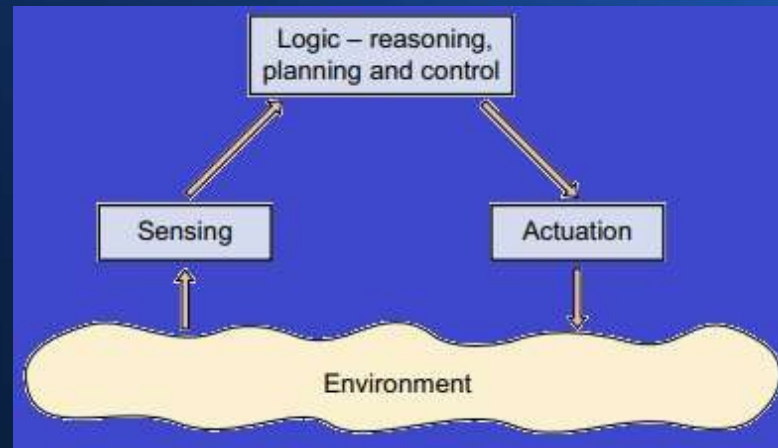 Logic – reasoning,
planning and control
Sensing
Actuation
Environment